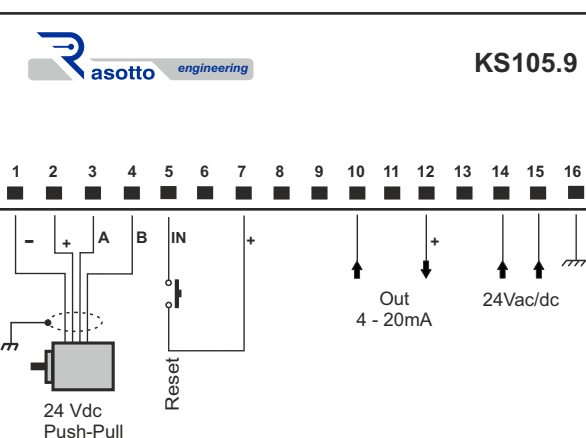 Rasotto engineering
KS105.9
1 2 3 4 5 6 7 8 9 10 11 12 13 14 15 16
- + A B IN + +
Out
4 - 20mA
24Vac/dc
Reset
24 Vdc
Push-Pull